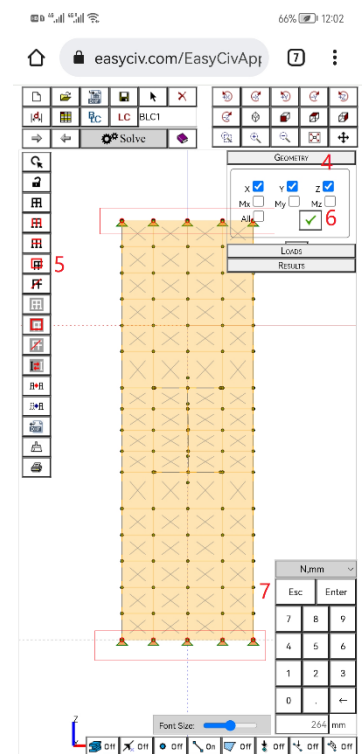 66% 12:02
easyciv.com/EasyCivApp
7
LC LC BLC1
Solve
GEOMETRY 4
X Y Z
Mx My Mz
All 6
LOADS
RESULTS
5
N,mm
7
Esc Enter
7 8 9
4 5 6
1 2 3
0 . ←
264 mm
Z
Font Size:
Off Off Off On Off Off Off